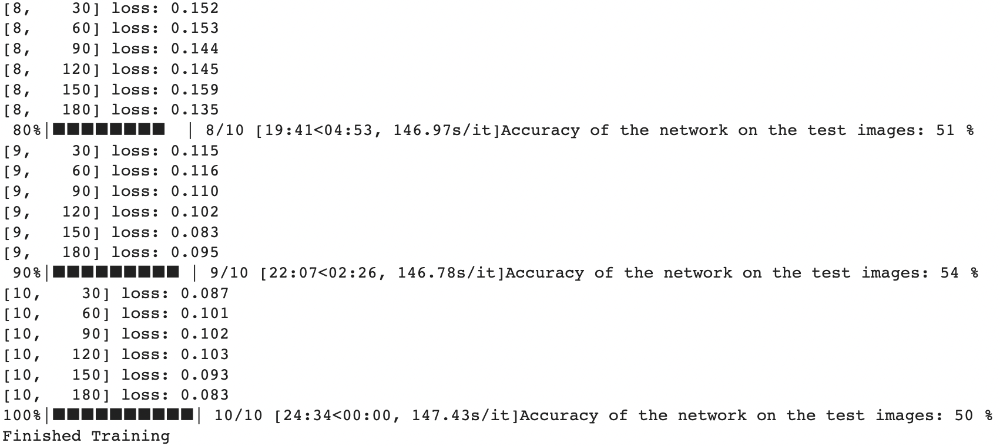 [8,    30] loss: 0.152
[8,    60] loss: 0.153
[8,    90] loss: 0.144
[8,   120] loss: 0.145
[8,   150] loss: 0.159
[8,   180] loss: 0.135
 80%|████████  | 8/10 [19:41<04:53, 146.97s/it]Accuracy of the network on the test images: 51 %
[9,    30] loss: 0.115
[9,    60] loss: 0.116
[9,    90] loss: 0.110
[9,   120] loss: 0.102
[9,   150] loss: 0.083
[9,   180] loss: 0.095
 90%|█████████ | 9/10 [22:07<02:26, 146.78s/it]Accuracy of the network on the test images: 54 %
[10,    30] loss: 0.087
[10,    60] loss: 0.101
[10,    90] loss: 0.102
[10,   120] loss: 0.103
[10,   150] loss: 0.093
[10,   180] loss: 0.083
100%|██████████| 10/10 [24:34<00:00, 147.43s/it]Accuracy of the network on the test images: 50 %
Finished Training